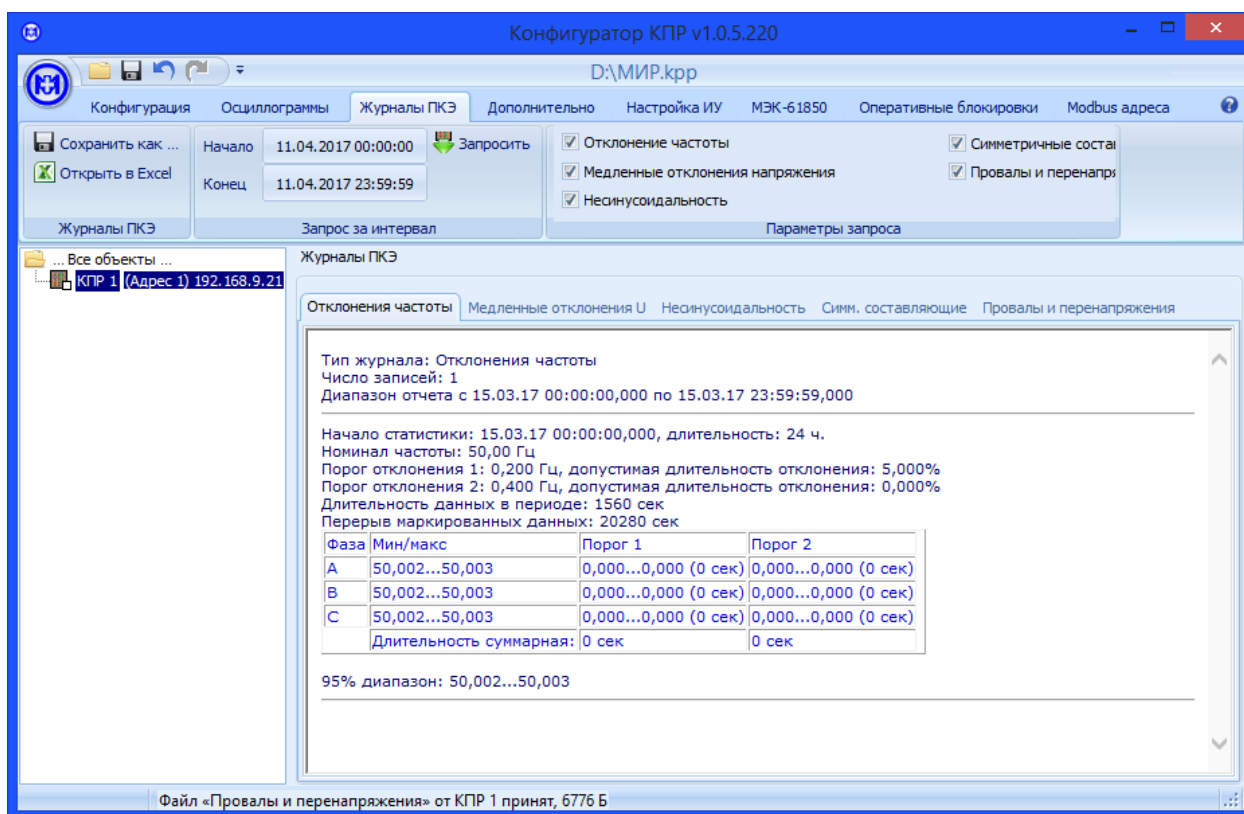 Конфигуратор КПР v1.0.5.220
D:\МИР.kpp
Конфигурация Осциллограммы Журналы ПКЭ Дополнительно Настройка ИУ МЭК-61850 Оперативные блокировки Modbus адреса
Сохранить как ... Начало 11.04.2017 00:00:00 Запросить Отклонение частоты Симметричные соста
Открыть в Excel Конец 11.04.2017 23:59:59 Медленные отклонения напряжения Провалы и перенапря
Несинусоидальность
Журналы ПКЭ Запрос за интервал Параметры запроса
... Все объекты ...
КПР 1 (Адрес 1) 192.168.9.21
Журналы ПКЭ
Отклонения частоты Медленные отклонения U Несинусоидальность Симм. составляющие Провалы и перенапряжения
Тип журнала: Отклонения частоты
Число записей: 1
Диапазон отчета с 15.03.17 00:00:00,000 по 15.03.17 23:59:59,000
Начало статистики: 15.03.17 00:00:00,000, длительность: 24 ч.
Номинал частоты: 50,00 Гц
Порог отклонения 1: 0,200 Гц, допустимая длительность отклонения: 5,000%
Порог отклонения 2: 0,400 Гц, допустимая длительность отклонения: 0,000%
Длительность данных в периоде: 1560 сек
Перерыв маркированных данных: 20280 сек
Фаза Мин/макс Порог 1 Порог 2
A 50,002...50,003 0,000...0,000 (0 сек) 0,000...0,000 (0 сек)
B 50,002...50,003 0,000...0,000 (0 сек) 0,000...0,000 (0 сек)
C 50,002...50,003 0,000...0,000 (0 сек) 0,000...0,000 (0 сек)
Длительность суммарная: 0 сек 0 сек
95% диапазон: 50,002...50,003
Файл «Провалы и перенапряжения» от КПР 1 принят, 6776 Б